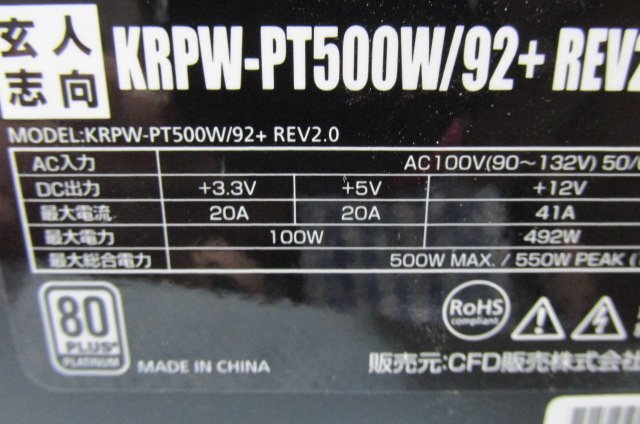 玄人
志向
KRPW-PT500W/92+ REV2
MODEL:KRPW-PT500W/92+ REV2.0
AC入力 AC100V(90～132V) 50/
DC出力 +3.3V +5V +12V
最大電流 20A 20A 41A
最大電力 100W 492W
最大総合電力 500W MAX. / 550W PEAK (
80
PLUS
PLATINUM
RoHS
compliant
MADE IN CHINA
販売元:CFD販売株式会社